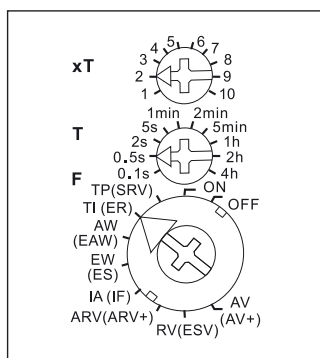 xT
1
2
3
4
5
6
7
8
9
10
T
0.1s
0.5s
2s
5s
1min
2min
5min
1h
2h
4h
F
TP(SRV)
TI (ER)
AW
(EAW)
EW
(ES)
IA (IF)
ARV(ARV+)
RV(ESV)
AV
(AV+)
OFF
ON